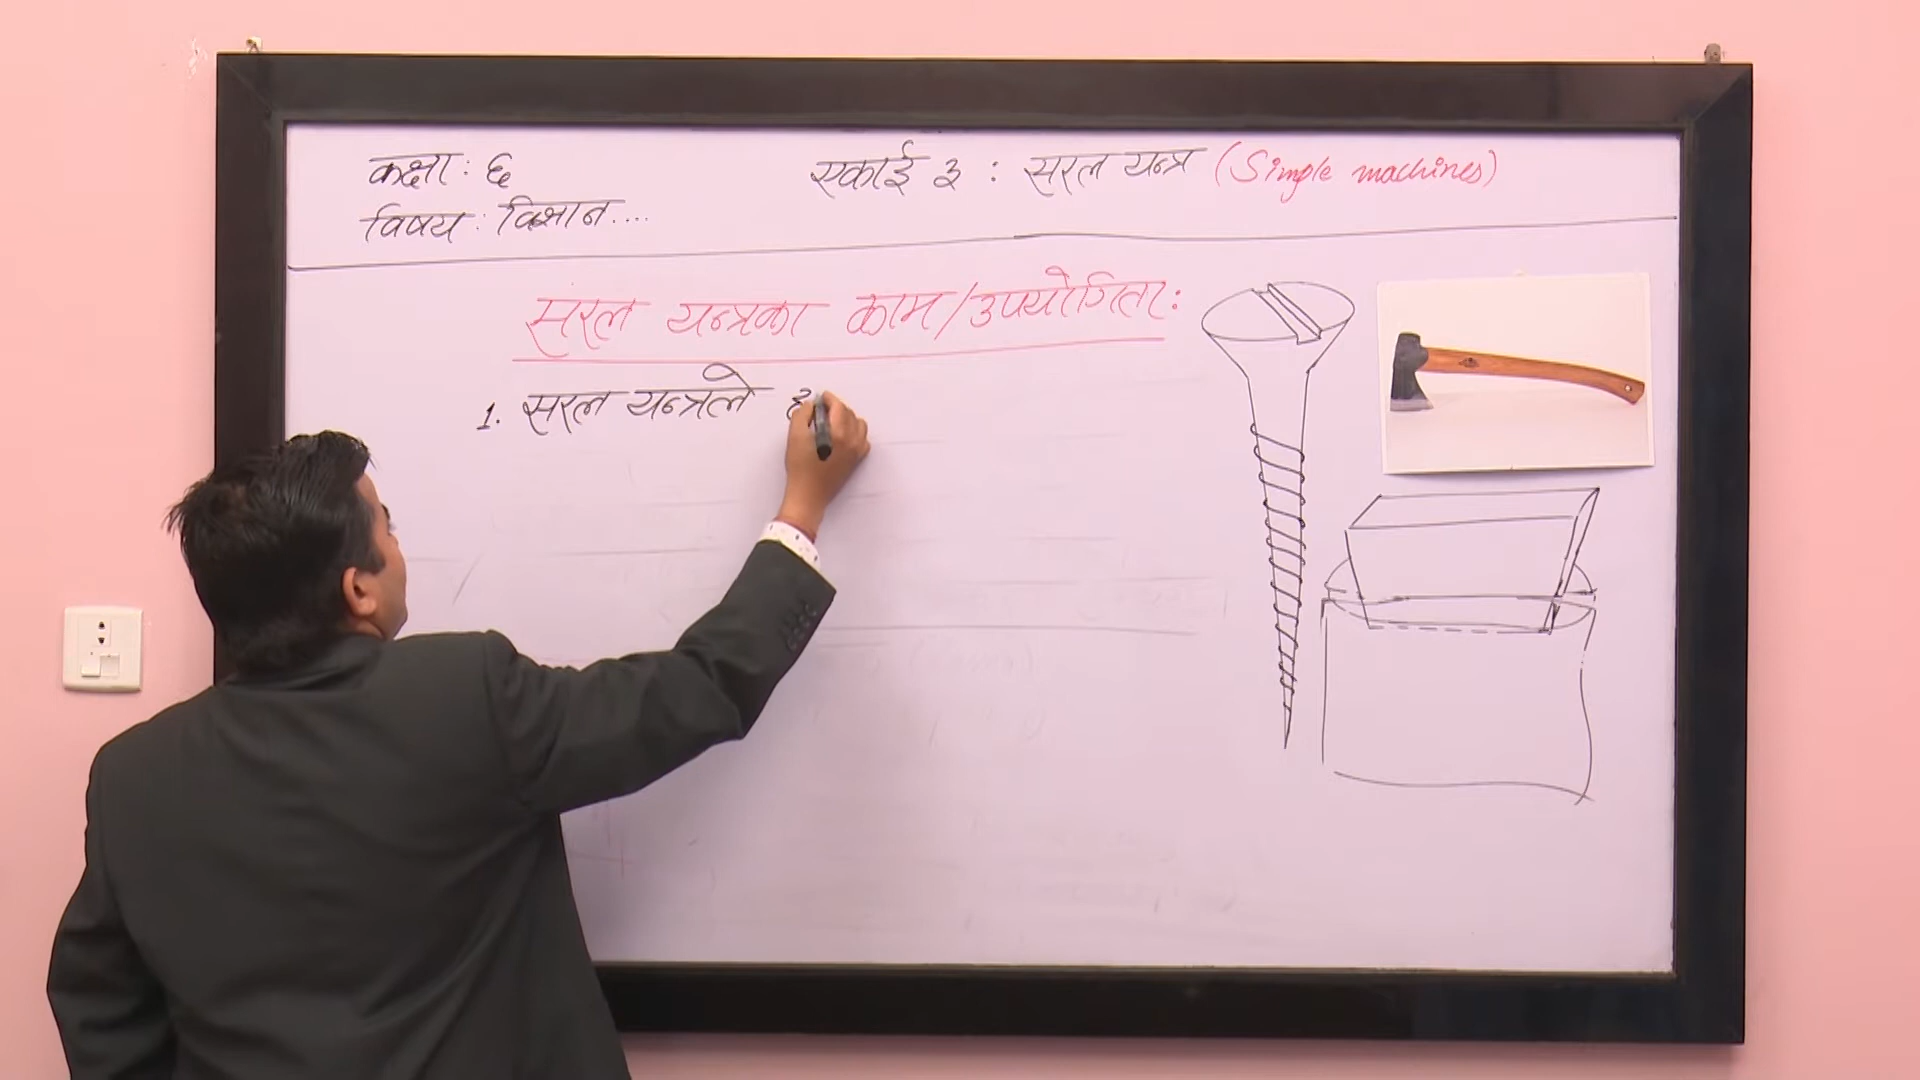 कक्षा: ६
एकाई ३ : सरल यन्त्र (Simple machines)
विषय: विज्ञान....
सरल यन्त्रका काम/उपयोगिता:
1. सरल यन्त्रले